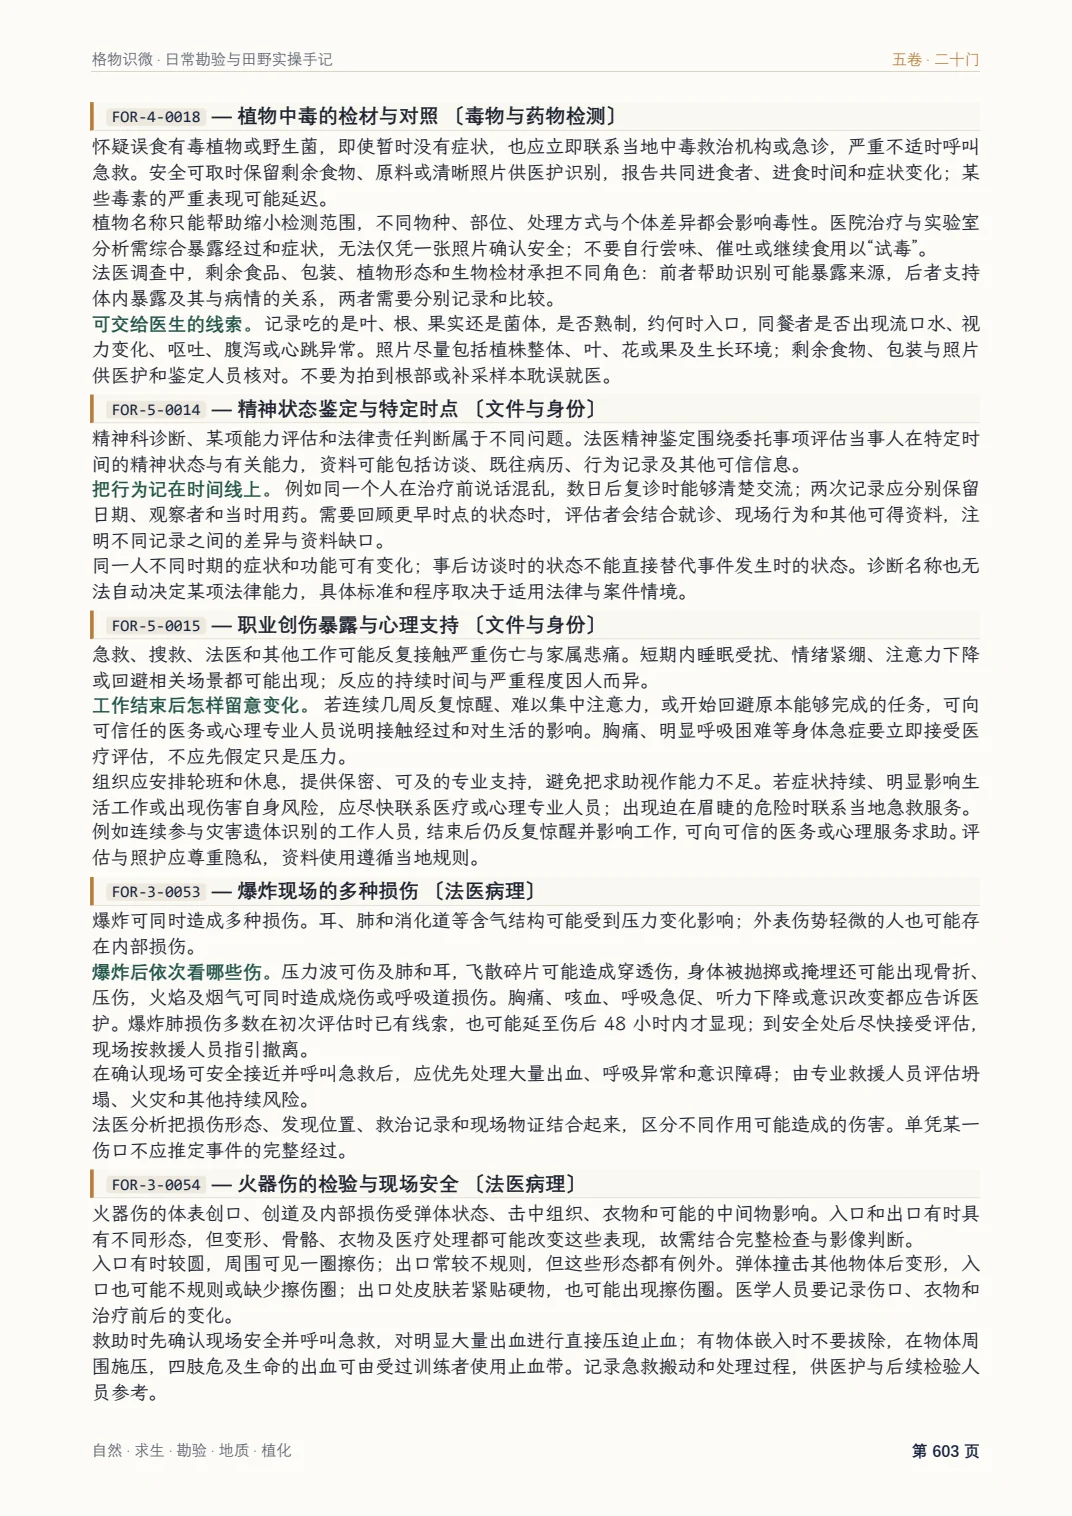 格物识微 · 日常勘验与田野实操手记
五卷 · 二十门
FOR-4-0018 — 植物中毒的检材与对照 〔毒物与药物检测〕
怀疑误食有毒植物或野生菌，即使暂时没有症状，也应立即联系当地中毒救治机构或急诊，严重不适时呼叫
急救。安全可取时保留剩余食物、原料或清晰照片供医护识别，报告共同进食者、进食时间和症状变化；某
些毒素的严重表现可能延迟。
植物名称只能帮助缩小检测范围，不同物种、部位、处理方式与个体差异都会影响毒性。医院治疗与实验室
分析需综合暴露经过和症状，无法仅凭一张照片确认安全；不要自行尝味、催吐或继续食用以“试毒”。
法医调查中，剩余食品、包装、植物形态和生物检材承担不同角色：前者帮助识别可能暴露来源，后者支持
体内暴露及其与病情的关系，两者需要分别记录和比较。
可交给医生的线索。记录吃的是叶、根、果实还是菌体，是否熟制，约何时入口，同餐者是否出现流口水、视
力变化、呕吐、腹泻或心跳异常。照片尽量包括植株整体、叶、花或果及生长环境；剩余食物、包装与照片
供医护和鉴定人员核对。不要为拍到根部或补采样本耽误就医。
FOR-5-0014 — 精神状态鉴定与特定时点 〔文件与身份〕
精神科诊断、某项能力评估和法律责任判断属于不同问题。法医精神鉴定围绕委托事项评估当事人在特定时
间的精神状态与有关能力，资料可能包括访谈、既往病历、行为记录及其他可信信息。
把行为记在时间线上。例如同一个人在治疗前说话混乱，数日后复诊时能够清楚交流；两次记录应分别保留
日期、观察者和当时用药。需要回顾更早时点的状态时，评估者会结合就诊、现场行为和其他可得资料，注
明不同记录之间的差异与资料缺口。
同一人不同时期的症状和功能可有变化；事后访谈时的状态不能直接替代事件发生时的状态。诊断名称也无
法自动决定某项法律能力，具体标准和程序取决于适用法律与案件情境。
FOR-5-0015 — 职业创伤暴露与心理支持 〔文件与身份〕
急救、搜救、法医和其他工作可能反复接触严重伤亡与家属悲痛。短期内睡眠受扰、情绪紧绷、注意力下降
或回避相关场景都可能出现；反应的持续时间与严重程度因人而异。
工作结束后怎样留意变化。若连续几周反复惊醒、难以集中注意力，或开始回避原本能够完成的任务，可向
可信任的医务或心理专业人员说明接触经过和对生活的影响。胸痛、明显呼吸困难等身体急症要立即接受医
疗评估，不应先假定只是压力。
组织应安排轮班和休息，提供保密、可及的专业支持，避免把求助视作能力不足。若症状持续、明显影响生
活工作或出现伤害自身风险，应尽快联系医疗或心理专业人员；出现迫在眉睫的危险时联系当地急救服务。
例如连续参与灾害遗体识别的工作人员，结束后仍反复惊醒并影响工作，可向可信的医务或心理服务求助。评
估与照护应尊重隐私，资料使用遵循当地规则。
FOR-3-0053 — 爆炸现场的多种损伤 〔法医病理〕
爆炸可同时造成多种损伤。耳、肺和消化道等含气结构可能受到压力变化影响；外表伤势轻微的人也可能存
在内部损伤。
爆炸后依次看哪些伤。压力波可伤及肺和耳，飞散碎片可能造成穿透伤，身体被抛掷或掩埋还可能出现骨折、
压伤，火焰及烟气可同时造成烧伤或呼吸道损伤。胸痛、咳血、呼吸急促、听力下降或意识改变都应告诉医
护。爆炸肺损伤多数在初次评估时已有线索，也可能延至伤后 48 小时内才显现；到安全处后尽快接受评估，
现场按救援人员指引撤离。
在确认现场可安全接近并呼叫急救后，应优先处理大量出血、呼吸异常和意识障碍；由专业救援人员评估坍
塌、火灾和其他持续风险。
法医分析把损伤形态、发现位置、救治记录和现场物证结合起来，区分不同作用可能造成的伤害。单凭某一
伤口不应推定事件的完整经过。
FOR-3-0054 — 火器伤的检验与现场安全 〔法医病理〕
火器伤的体表创口、创道及内部损伤受弹体状态、击中组织、衣物和可能的中间物影响。入口和出口有时具
有不同形态，但变形、骨骼、衣物及医疗处理都可能改变这些表现，故需结合完整检查与影像判断。
入口有时较圆，周围可见一圈擦伤；出口常较不规则，但这些形态都有例外。弹体撞击其他物体后变形，入
口也可能不规则或缺少擦伤圈；出口处皮肤若紧贴硬物，也可能出现擦伤圈。医学人员要记录伤口、衣物和
治疗前后的变化。
救助时先确认现场安全并呼叫急救，对明显大量出血进行直接压迫止血；有物体嵌入时不要拔除，在物体周
围施压，四肢危及生命的出血可由受过训练者使用止血带。记录急救搬动和处理过程，供医护与后续检验人
员参考。
自然 · 求生 · 勘验 · 地质 · 植化
第 603 页